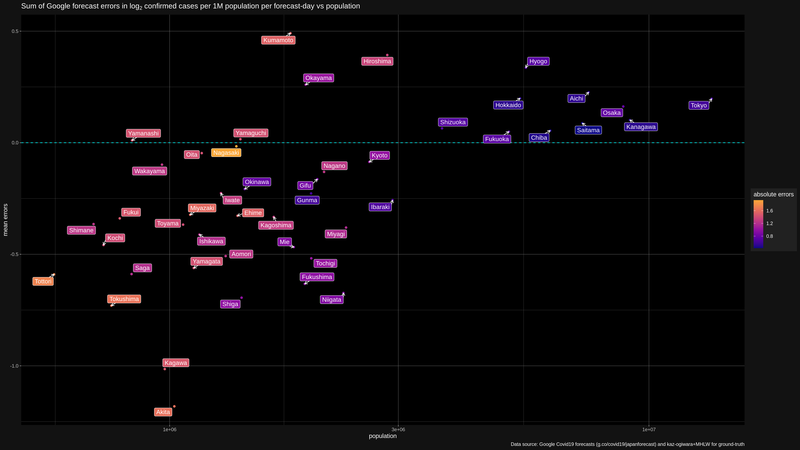 Sum of Google forecast errors in log2 confirmed cases per 1M population per forecast-day vs population
0.5
Kumamoto
Hiroshima
Hyogo
Okayama
Aichi
Hokkaido
Tokyo
Osaka
Shizuoka
Kanagawa
Saitama
Yamanashi
Yamaguchi
Fukuoka
Chiba
0.0
Oita
Nagasaki
Kyoto
Wakayama
Nagano
Okinawa
Gifu
Iwate
Gunma
Miyazaki
Ibaraki
Fukui
Ehime
Toyama
Kagoshima
Shimane
Kochi
Ishikawa
Mie
Miyagi
-0.5
Aomori
Yamagata
Tochigi
Saga
Tottori
Fukushima
Tokushima
Shiga
Niigata
-1.0
Kagawa
Akita
mean errors
1e+06
3e+06
1e+07
population
absolute errors
1.6
1.2
0.8
Data source: Google Covid19 forecasts (g.co/covid19/japanforecast) and kaz-ogiwara+MHLW for ground-truth